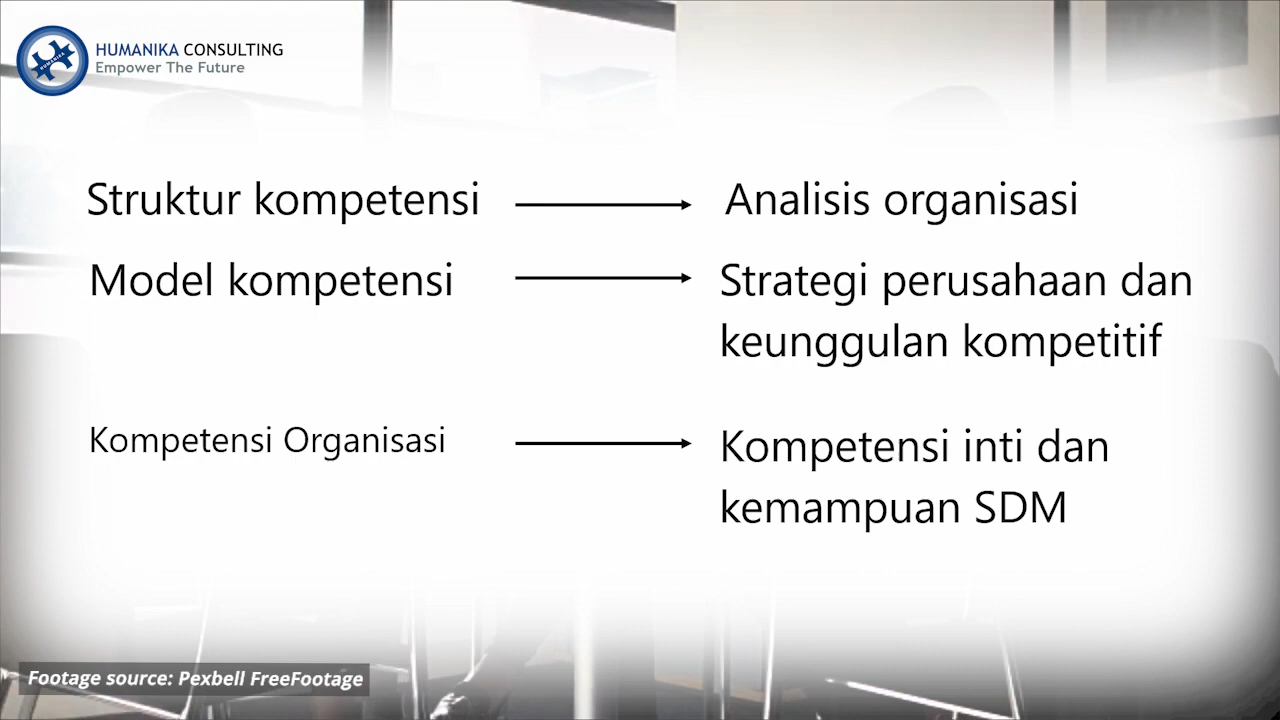 HUMANIKA CONSULTING
Empower The Future
Struktur kompetensi
Analisis organisasi
Model kompetensi
Strategi perusahaan dan
keunggulan kompetitif
Kompetensi Organisasi
Kompetensi inti dan
kemampuan SDM
Footage source: Pexbell FreeFootage